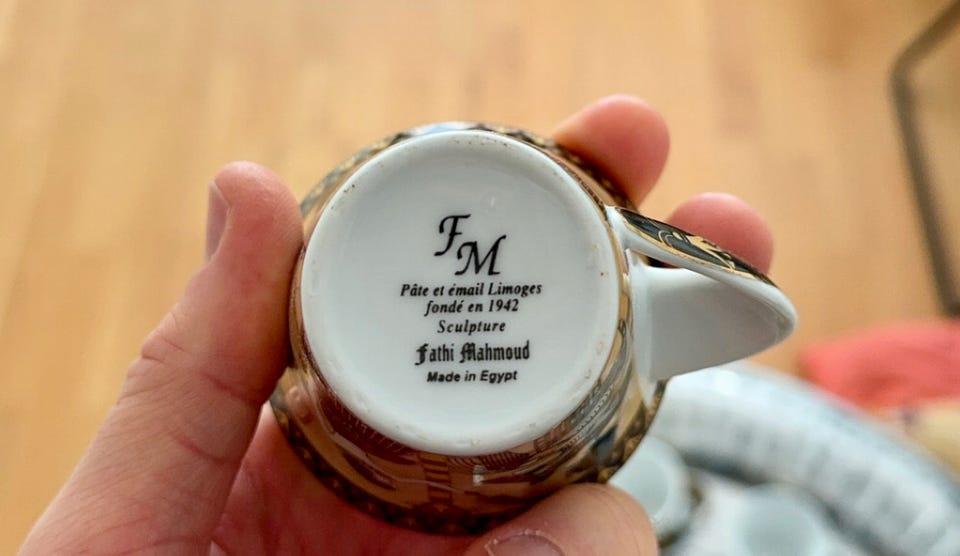 FM
Pâte et émail Limoges
fondé en 1942
Sculpture
Fathi Mahmoud
Made in Egypt